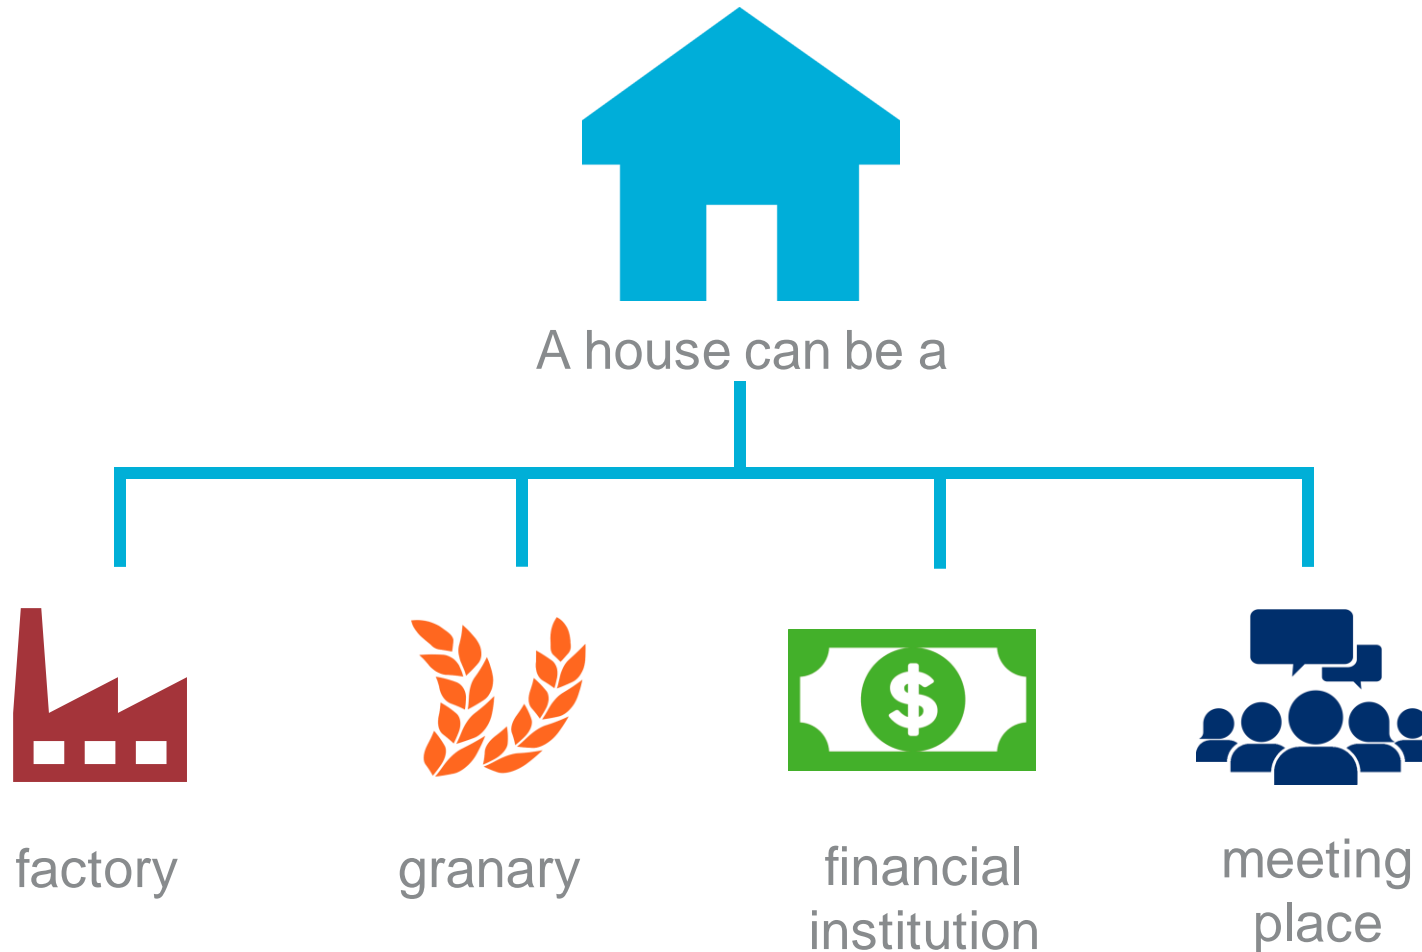 A house can be a
factory
granary
financial
institution
meeting
place
$